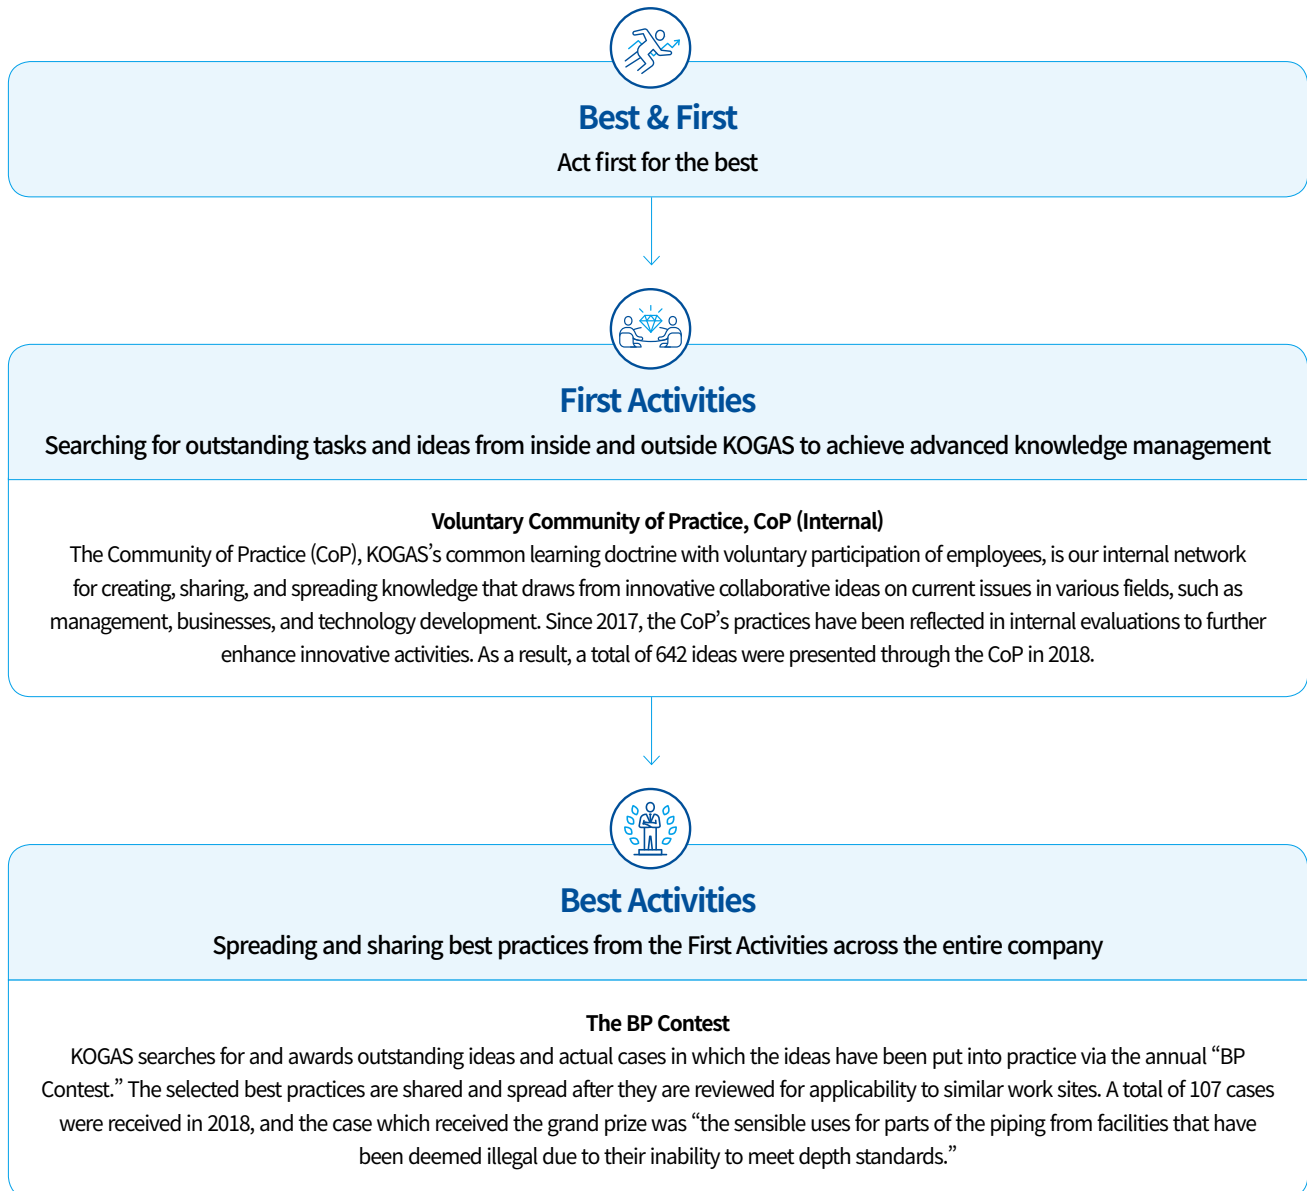 Best & First
Act first for the best
First Activities
Searching for outstanding tasks and ideas from inside and outside KOGAS to achieve advanced knowledge management
Voluntary Community of Practice, CoP (Internal)
The Community of Practice (CoP), KOGAS’s common learning doctrine with voluntary participation of employees, is our internal network
for creating, sharing, and spreading knowledge that draws from innovative collaborative ideas on current issues in various fields, such as
management, businesses, and technology development. Since 2017, the CoP’s practices have been reflected in internal evaluations to further
enhance innovative activities. As a result, a total of 642 ideas were presented through the CoP in 2018.
Best Activities
Spreading and sharing best practices from the First Activities across the entire company
The BP Contest
KOGAS searches for and awards outstanding ideas and actual cases in which the ideas have been put into practice via the annual “BP
Contest.” The selected best practices are shared and spread after they are reviewed for applicability to similar work sites. A total of 107 cases
were received in 2018, and the case which received the grand prize was “the sensible uses for parts of the piping from facilities that have
been deemed illegal due to their inability to meet depth standards.”